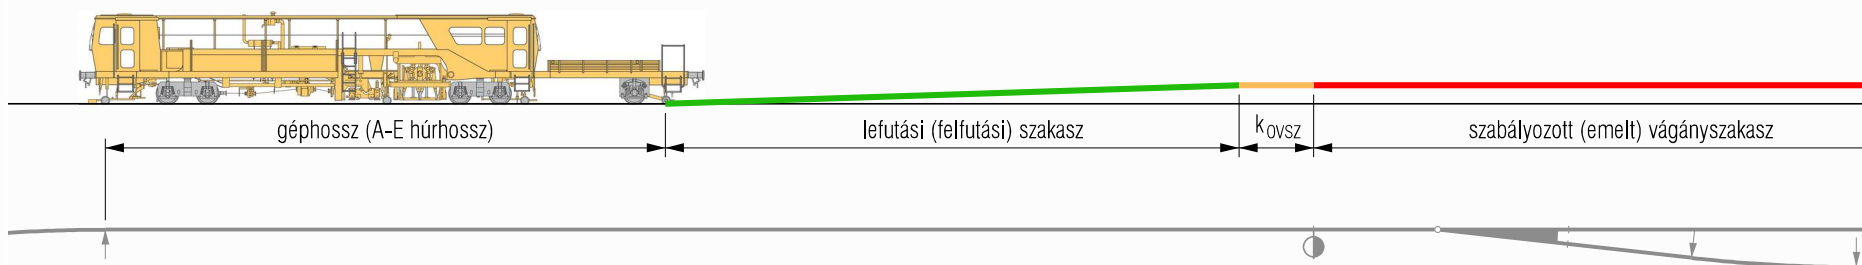 géphossz (A-E húrhossz)
lefutási (felfutási) szakasz
kovsz
szabályozott (emelt) vágányszakasz